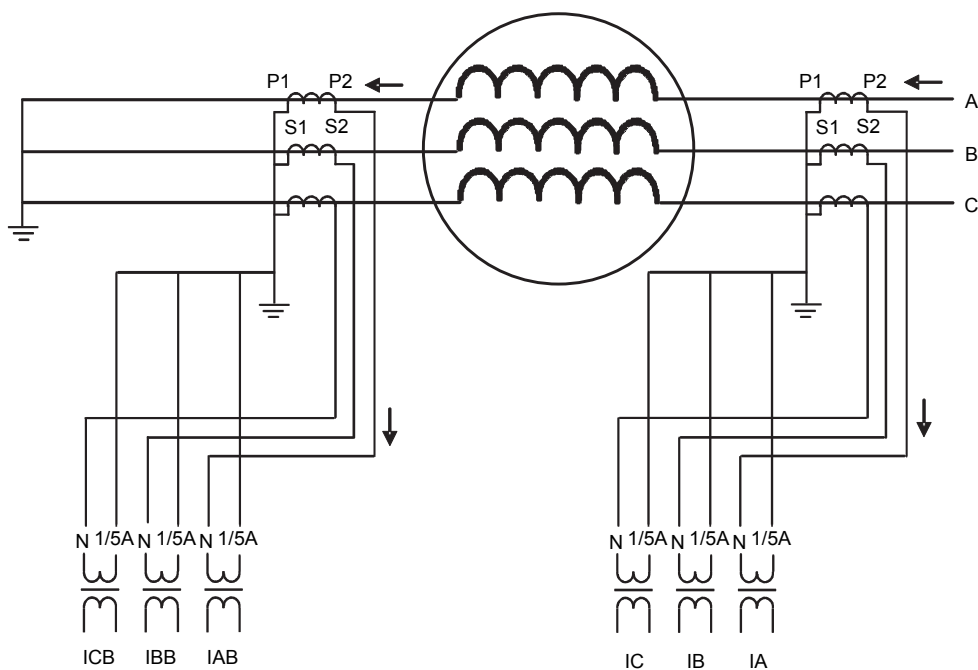 P1 P2 P1 P2
A
S1 S2 S1 S2
B
C
N 1/5A N 1/5A N 1/5A N 1/5A N 1/5A N 1/5A
ICB IBB IAB IC IB IA